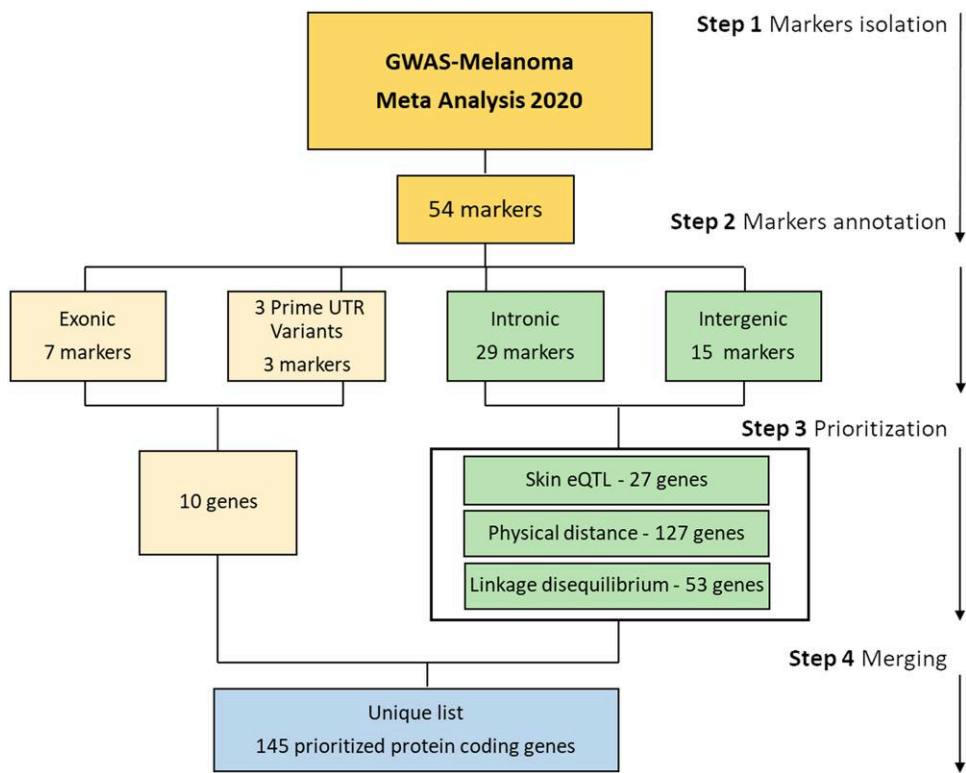 Step 1 Markers isolation
GWAS-Melanoma
Meta Analysis 2020
54 markers
Step 2 Markers annotation
Exonic
7 markers
3 Prime UTR
Variants
3 markers
Intronic
29 markers
Intergenic
15 markers
Step 3 Prioritization
10 genes
Skin eQTL - 27 genes
Physical distance - 127 genes
Linkage disequilibrium - 53 genes
Step 4 Merging
Unique list
145 prioritized protein coding genes